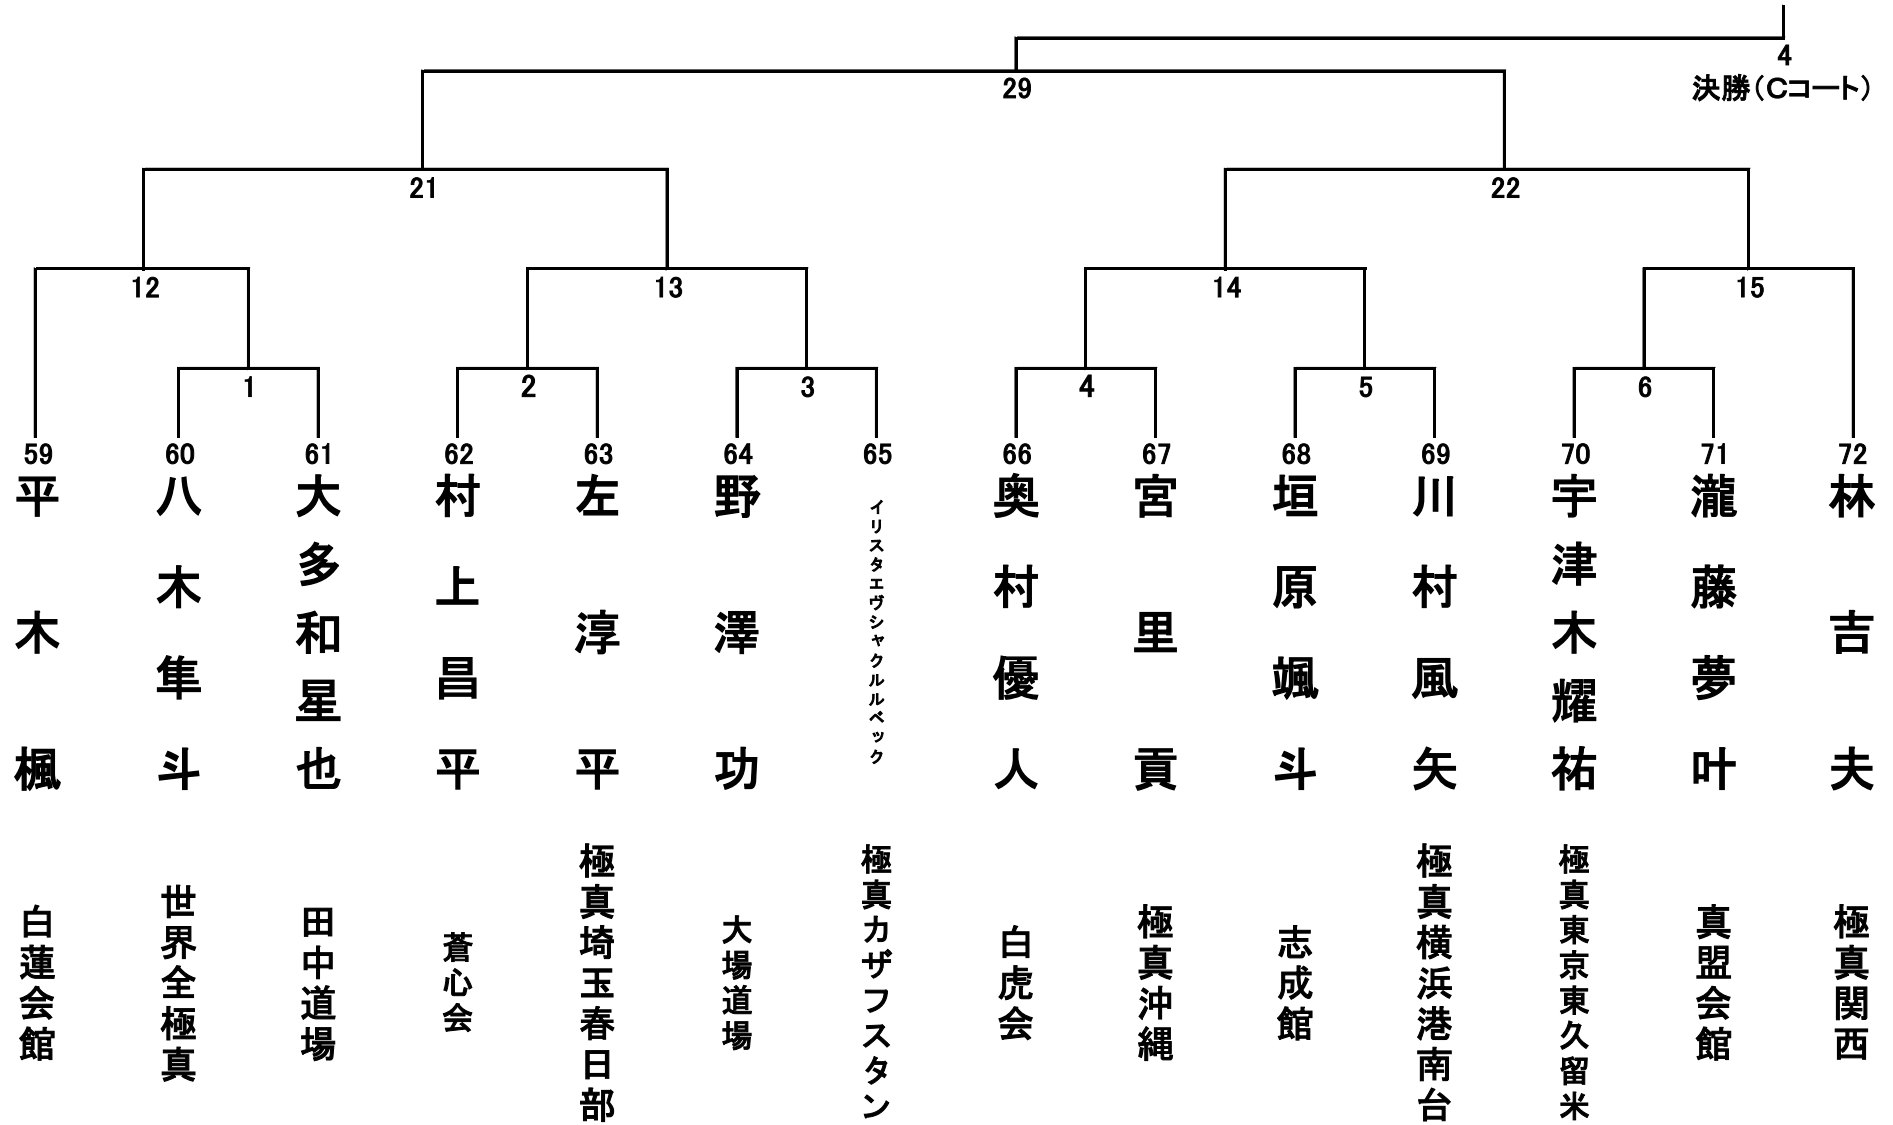 4
決勝（Cコート）
29
21
22
12
13
14
15
1
2
3
4
5
6
59
平木楓
白蓮会館
60
八木隼斗
世界全極真
61
大多和星也
田中道場
62
村上昌平
蒼心会
63
左淳平
極真埼玉春日部
64
野澤功
大場道場
65
イリスタエヴシャクルルベック
極真カザフスタン
66
奥村優人
白虎会
67
宮里貢
極真沖縄
68
垣原颯斗
志成館
69
川村風矢
極真横浜港南台
70
宇津木耀祐
極真東京東久留米
71
瀧藤夢叶
真盟会館
72
林吉夫
極真関西